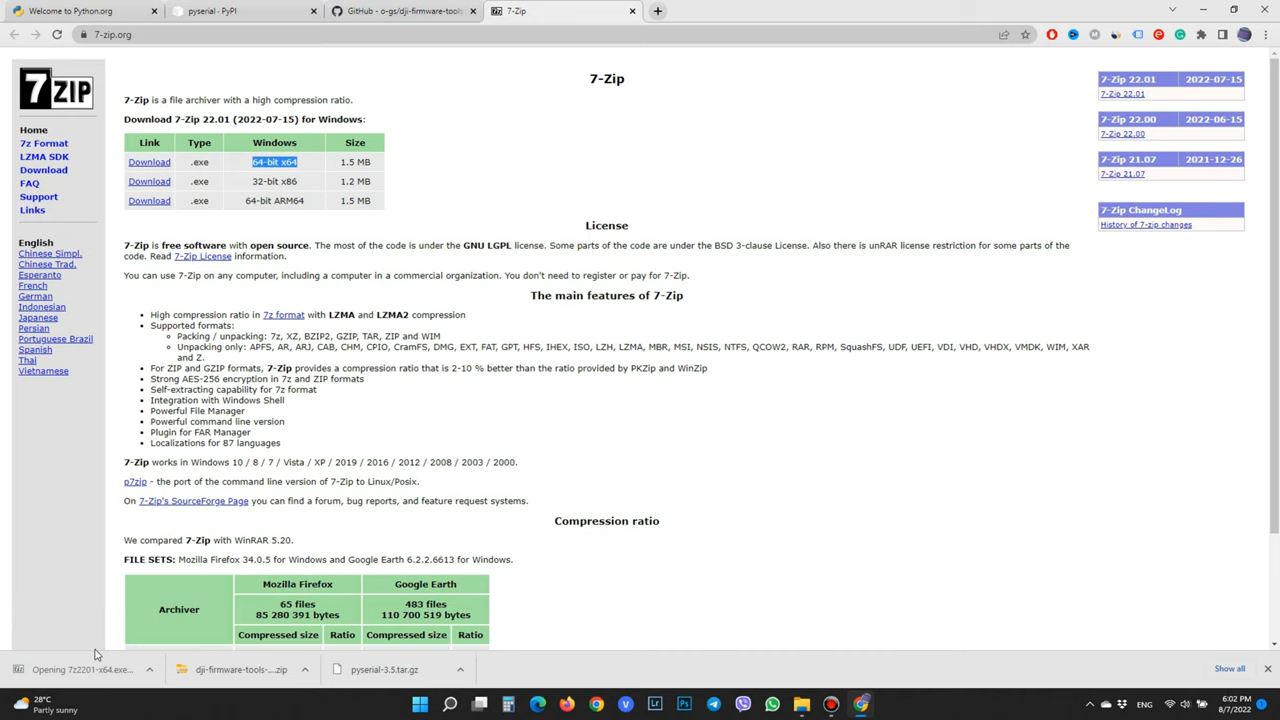 Welcome to Python.org
pyserial · PyPI
GitHub - o-gs/dji-firmware-tools
7-Zip
7-zip.org
7 ZIP
Home
7z Format
LZMA SDK
Download
FAQ
Support
Links
English
Chinese Simpl.
Chinese Trad.
Esperanto
French
German
Indonesian
Japanese
Persian
Portuguese Brazil
Spanish
Thai
Vietnamese
7-Zip
7-Zip is a file archiver with a high compression ratio.
Download 7-Zip 22.01 (2022-07-15) for Windows:
Link Type Windows Size
Download .exe 64-bit x64 1.5 MB
Download .exe 32-bit x86 1.2 MB
Download .exe 64-bit ARM64 1.5 MB
License
7-Zip is free software with open source. The most of the code is under the GNU LGPL license. Some parts of the code are under the BSD 3-clause License. Also there is unRAR license restriction for some parts of the
code. Read 7-Zip License information.
You can use 7-Zip on any computer, including a computer in a commercial organization. You don't need to register or pay for 7-Zip.
The main features of 7-Zip
High compression ratio in 7z format with LZMA and LZMA2 compression
Supported formats:
Packing / unpacking: 7z, XZ, BZIP2, GZIP, TAR, ZIP and WIM
Unpacking only: APFS, AR, ARJ, CAB, CHM, CPIO, CramFS, DMG, EXT, FAT, GPT, HFS, IHEX, ISO, LZH, LZMA, MBR, MSI, NSIS, NTFS, QCOW2, RAR, RPM, SquashFS, UDF, UEFI, VDI, VHD, VHDX, VMDK, WIM, XAR
and Z.
For ZIP and GZIP formats, 7-Zip provides a compression ratio that is 2-10 % better than the ratio provided by PKZip and WinZip
Strong AES-256 encryption in 7z and ZIP formats
Self-extracting capability for 7z format
Integration with Windows Shell
Powerful File Manager
Powerful command line version
Plugin for FAR Manager
Localizations for 87 languages
7-Zip works in Windows 10 / 8 / 7 / Vista / XP / 2019 / 2016 / 2012 / 2008 / 2003 / 2000.
p7zip - the port of the command line version of 7-Zip to Linux/Posix.
On 7-Zip's SourceForge Page you can find a forum, bug reports, and feature request systems.
Compression ratio
We compared 7-Zip with WinRAR 5.20.
FILE SETS: Mozilla Firefox 34.0.5 for Windows and Google Earth 6.2.2.6613 for Windows.
Archiver Mozilla Firefox Google Earth
65 files 483 files
85 280 391 bytes 110 700 519 bytes
Compressed size Ratio Compressed size Ratio
7-Zip 22.01 2022-07-15
7-Zip 22.01
7-Zip 22.00 2022-06-15
7-Zip 22.00
7-Zip 21.07 2021-12-26
7-Zip 21.07
7-Zip ChangeLog
History of 7-zip changes
Opening 7z2201-x64.exe...
dji-firmware-tools-....zip
pyserial-3.5.tar.gz
Show all
28°C
Partly sunny
Lr
Ps
ENG
6:02 PM
8/7/2022